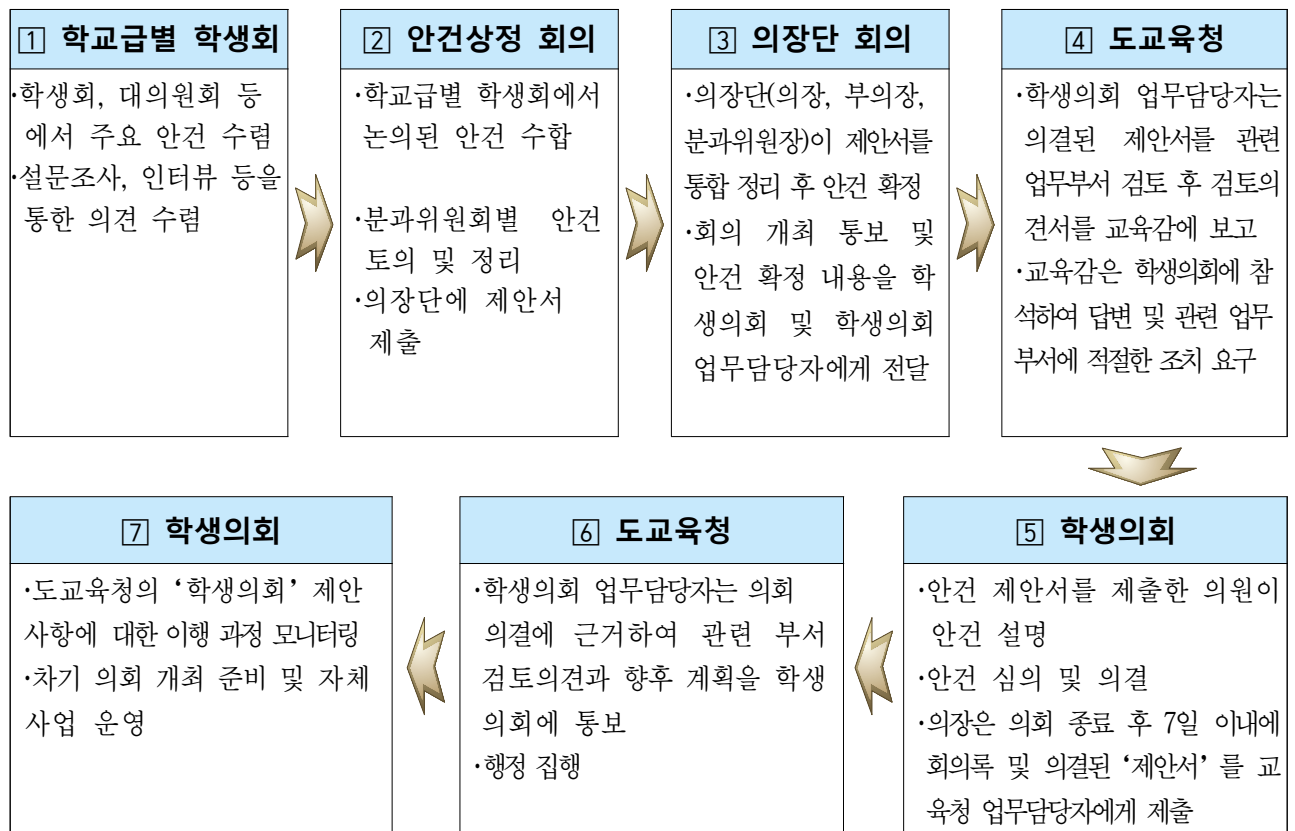 1 학교급별 학생회
·학생회, 대의원회 등
에서 주요 안건 수렴
·설문조사, 인터뷰 등을
통한 의견 수렴
2 안건상정 회의
·학교급별 학생회에서
논의된 안건 수합
·분과위원회별 안건
토의 및 정리
·의장단에 제안서
제출
3 의장단 회의
·의장단(의장, 부의장,
분과위원장)이 제안서를
통합 정리 후 안건 확정
·회의 개최 통보 및
안건 확정 내용을 학
생의회 및 학생의회
업무담당자에게 전달
4 도교육청
·학생의회 업무담당자는
의결된 제안서를 관련
업무부서 검토 후 검토의
견서를 교육감에 보고
·교육감은 학생의회에 참
석하여 답변 및 관련 업무
부서에 적절한 조치 요구
5 학생의회
·안건 제안서를 제출한 의원이
안건 설명
·안건 심의 및 의결
·의장은 의회 종료 후 7일 이내에
회의록 및 의결된 ‘제안서’ 를 교
육청 업무담당자에게 제출
6 도교육청
·학생의회 업무담당자는 의회
의결에 근거하여 관련 부서
검토의견과 향후 계획을 학생
의회에 통보
·행정 집행
7 학생의회
·도교육청의 ‘학생의회’ 제안
사항에 대한 이행 과정 모니터링
·차기 의회 개최 준비 및 자체
사업 운영